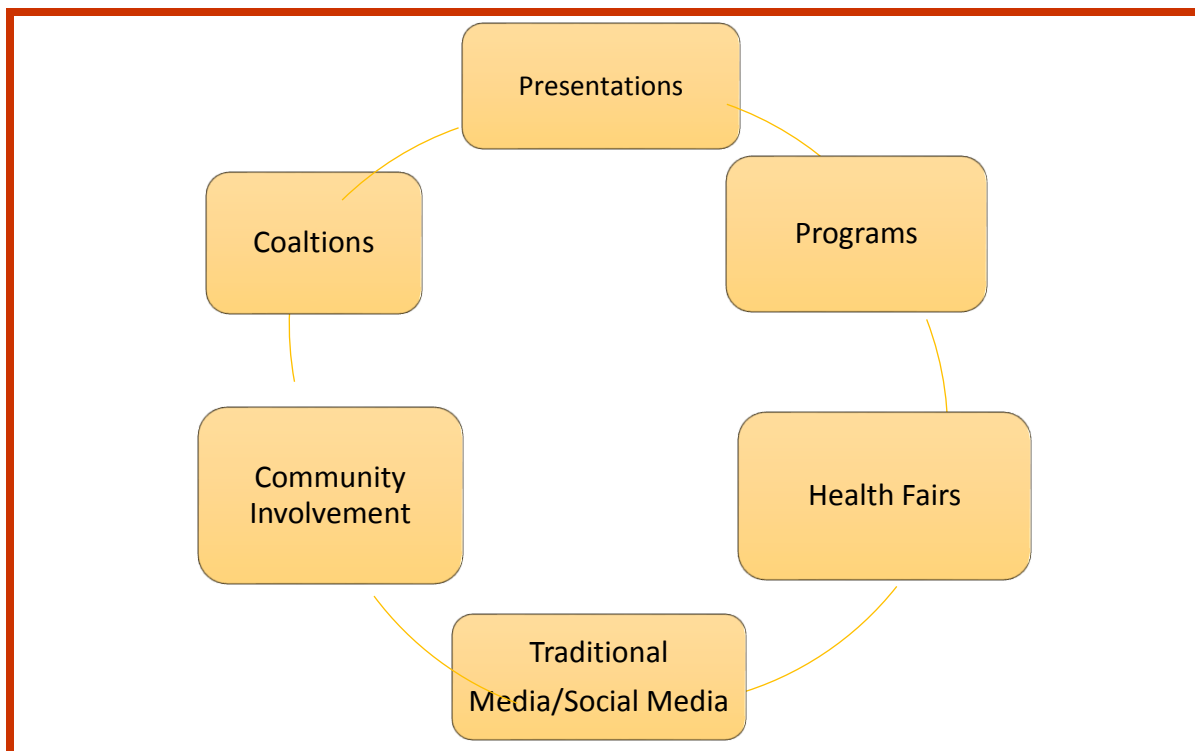 Presentations
Programs
Health Fairs
Traditional
Media/Social Media
Community
Involvement
Coaltions